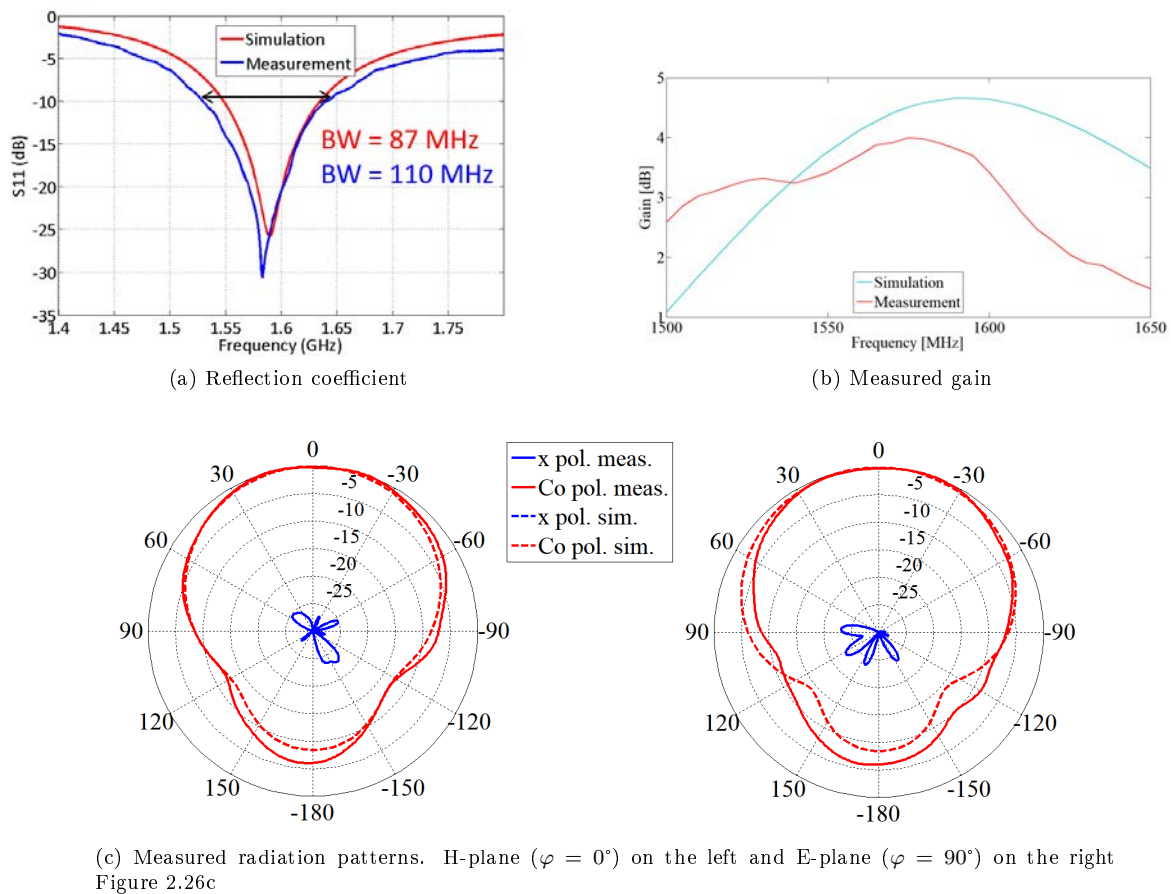 0
-5
-10
-15
-20
-25
-30
-35
S11 (dB)
Simulation
Measurement
BW = 87 MHz
BW = 110 MHz
1.4 1.45 1.5 1.55 1.6 1.65 1.7 1.75
Frequency (GHz)
(a) Reflection coefficient
5
4
3
2
1
Gain [dB]
Simulation
Measurement
1500 1550 1600 1650
Frequency [MHz]
(b) Measured gain
0
30 -30
60 -60
90 -90
120 -120
150 -150
-180
-5
-10
-15
-20
-25
x pol. meas.
Co pol. meas.
x pol. sim.
Co pol. sim.
0
30 -30
60 -60
90 -90
120 -120
150 -150
-180
-5
-10
-15
-20
-25
(c) Measured radiation patterns. H-plane (φ = 0°) on the left and E-plane (φ = 90°) on the right
Figure 2.26c